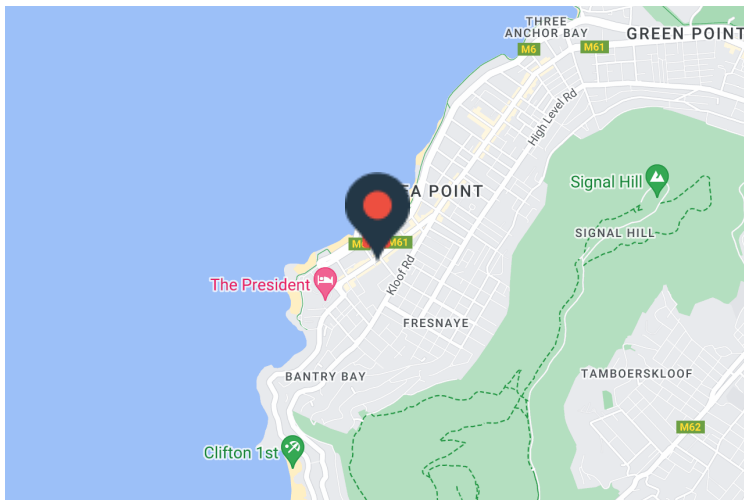 THREE
ANCHOR BAY
GREEN POINT
M6
M61
High Level Rd
Signal Hill
POINT
M61
SIGNAL HILL
Kloof Rd
The President
FRESNAYE
BANTRY BAY
TAMBOERSKLOOF
M62
Clifton 1st